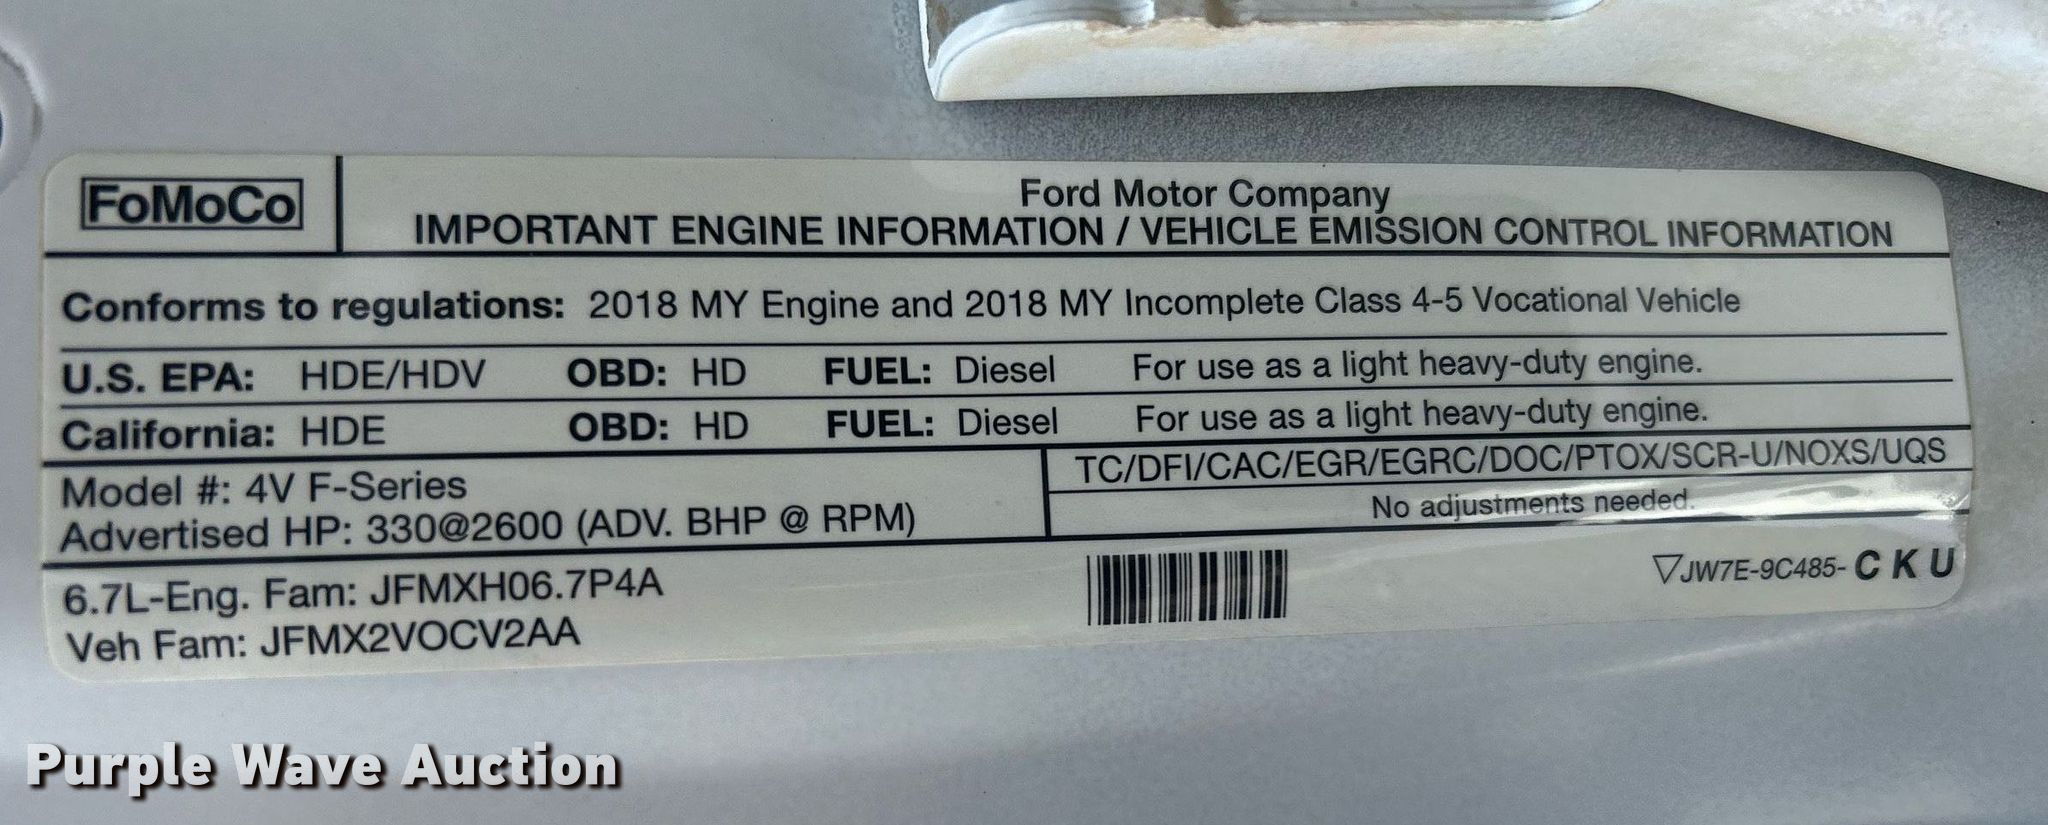 FoMoCo
Ford Motor Company
IMPORTANT ENGINE INFORMATION / VEHICLE EMISSION CONTROL INFORMATION
Conforms to regulations: 2018 MY Engine and 2018 MY Incomplete Class 4-5 Vocational Vehicle
U.S. EPA: HDE/HDV OBD: HD FUEL: Diesel For use as a light heavy-duty engine.
California: HDE OBD: HD FUEL: Diesel For use as a light heavy-duty engine.
Model #: 4V F-Series
Advertised HP: 330@2600 (ADV. BHP @ RPM)
TC/DFI/CAC/EGR/EGRC/DOC/PTOX/SCR-U/NOXS/UQS
No adjustments needed.
6.7L-Eng. Fam: JFMXH06.7P4A
Veh Fam: JFMX2VOCV2AA
▽JW7E-9C485- C K U
Purple Wave Auction